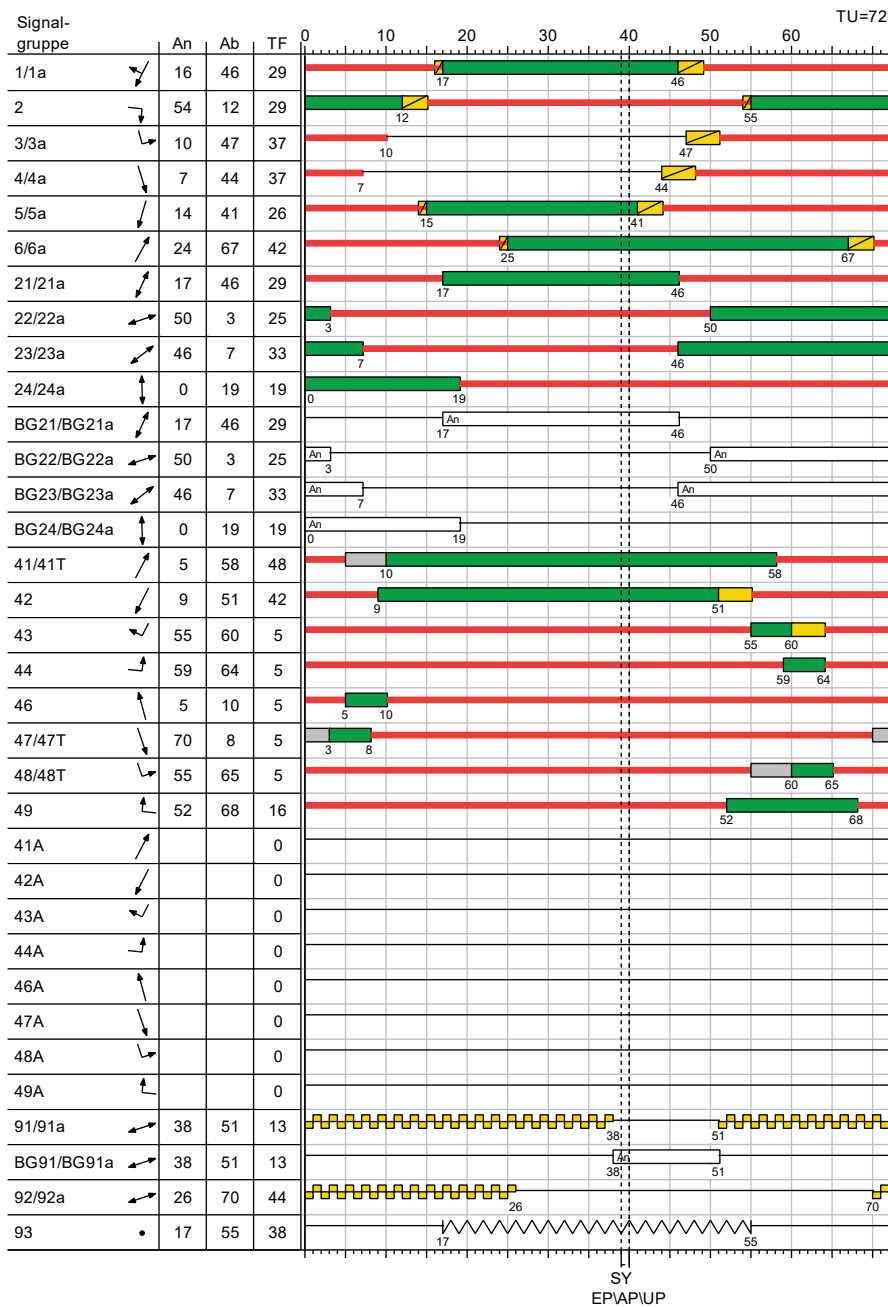 TU=72
Signal-
gruppe An Ab TF 0 10 20 30 40 50 60
1/1a 16 46 29
17 46
2 54 12 29
12 55
3/3a 10 47 37
10 47
4/4a 7 44 37
7 44
5/5a 14 41 26
15 41
6/6a 24 67 42
25 67
21/21a 17 46 29
17 46
22/22a 50 3 25
3 50
23/23a 46 7 33
7 46
24/24a 0 19 19
0 19
BG21/BG21a 17 46 29 An
17 46
BG22/BG22a 50 3 25 An An
3 50
BG23/BG23a 46 7 33 An An
7 46
BG24/BG24a 0 19 19 An
0 19
41/41T 5 58 48
10 58
42 9 51 42
9 51
43 55 60 5
55 60
44 59 64 5
59 64
46 5 10 5
5 10
47/47T 70 8 5
3 8
48/48T 55 65 5
60 65
49 52 68 16
52 68
41A 0
42A 0
43A 0
44A 0
46A 0
47A 0
48A 0
49A 0
91/91a 38 51 13
38 51
BG91/BG91a 38 51 13 An
38 51
92/92a 26 70 44
26 70
93 17 55 38
17 55
0 10 20 30 40 50 60
SY
EP\AP\UP